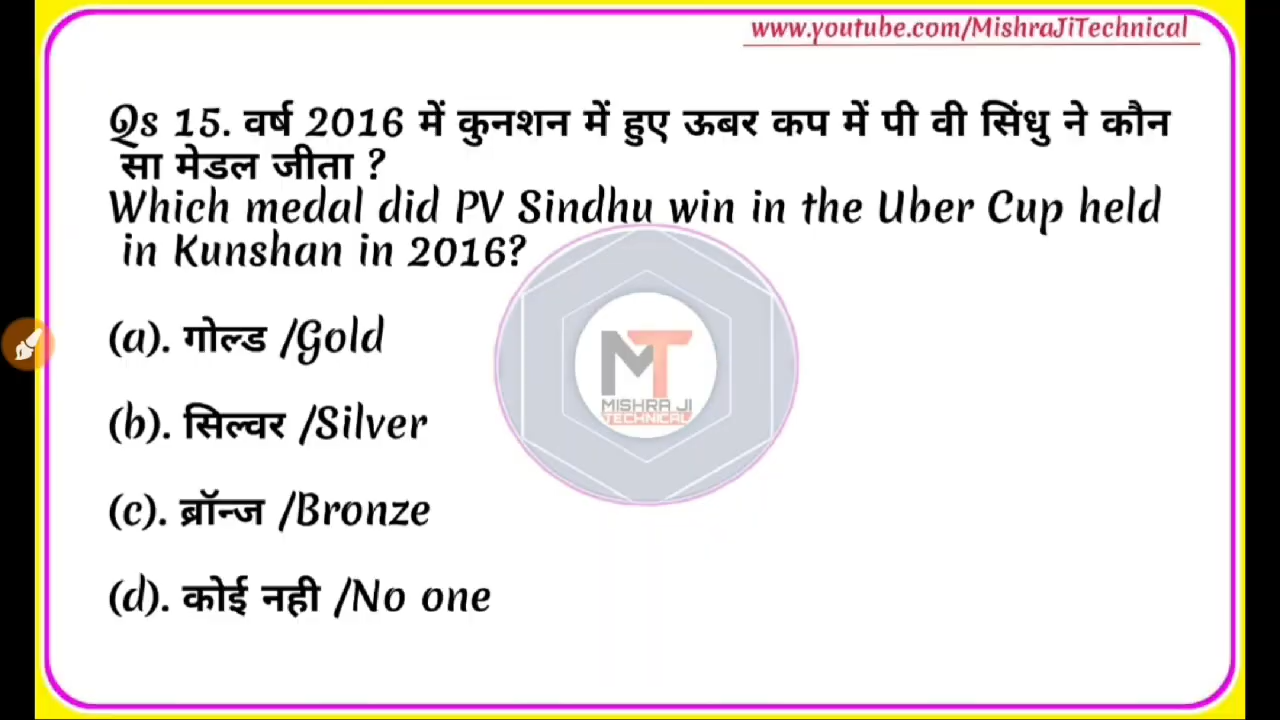 www.youtube.com/MishraJiTechnical
Qs 15. वर्ष 2016 में कुनशन में हुए ऊबर कप में पी वी सिंधु ने कौन
सा मेडल जीता ?
Which medal did PV Sindhu win in the Uber Cup held
in Kunshan in 2016?
(a). गोल्ड /Gold
MT
MISHRA JI
TECHNICAL
(b). सिल्वर /Silver
(c). ब्रॉन्ज /Bronze
(d). कोई नही /No one